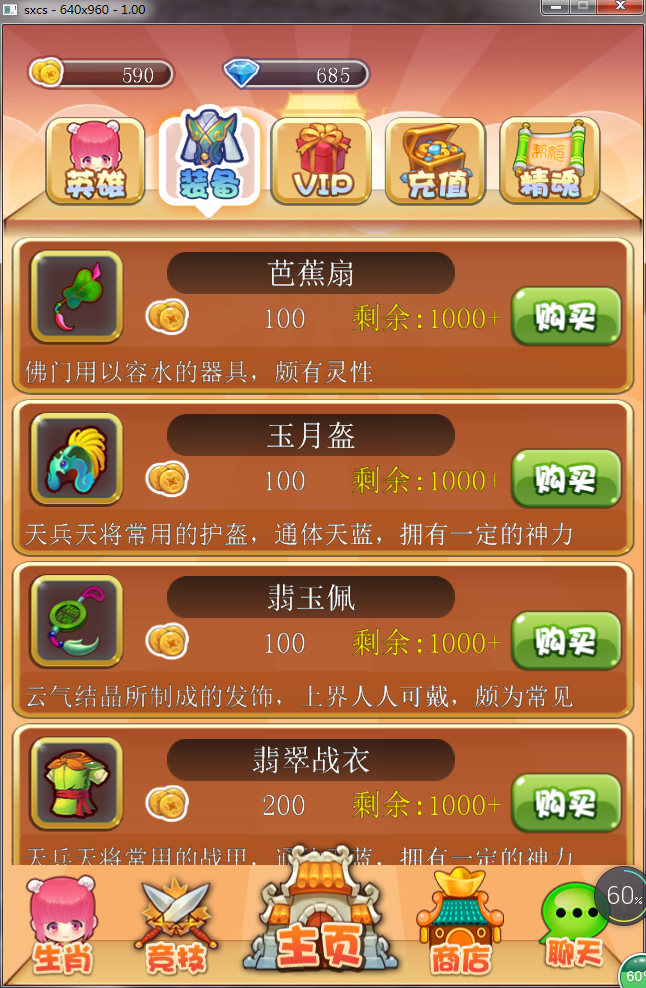 sxcs - 640x960 - 1.00
590
685
英雄
装备
VIP
充值
精魂
芭蕉扇
100
剩余:1000+
购买
佛门用以容水的器具，颇有灵性
玉月盔
100
剩余:1000+
购买
天兵天将常用的护盔，通体天蓝，拥有一定的神力
翡玉佩
100
剩余:1000+
购买
云气结晶所制成的发饰，上界人人可戴，颇为常见
翡翠战衣
200
剩余:1000+
购买
天兵天将常用的战甲，通体天蓝，拥有一定的神力
60%
生肖
竞技
主页
商店
聊天
60%